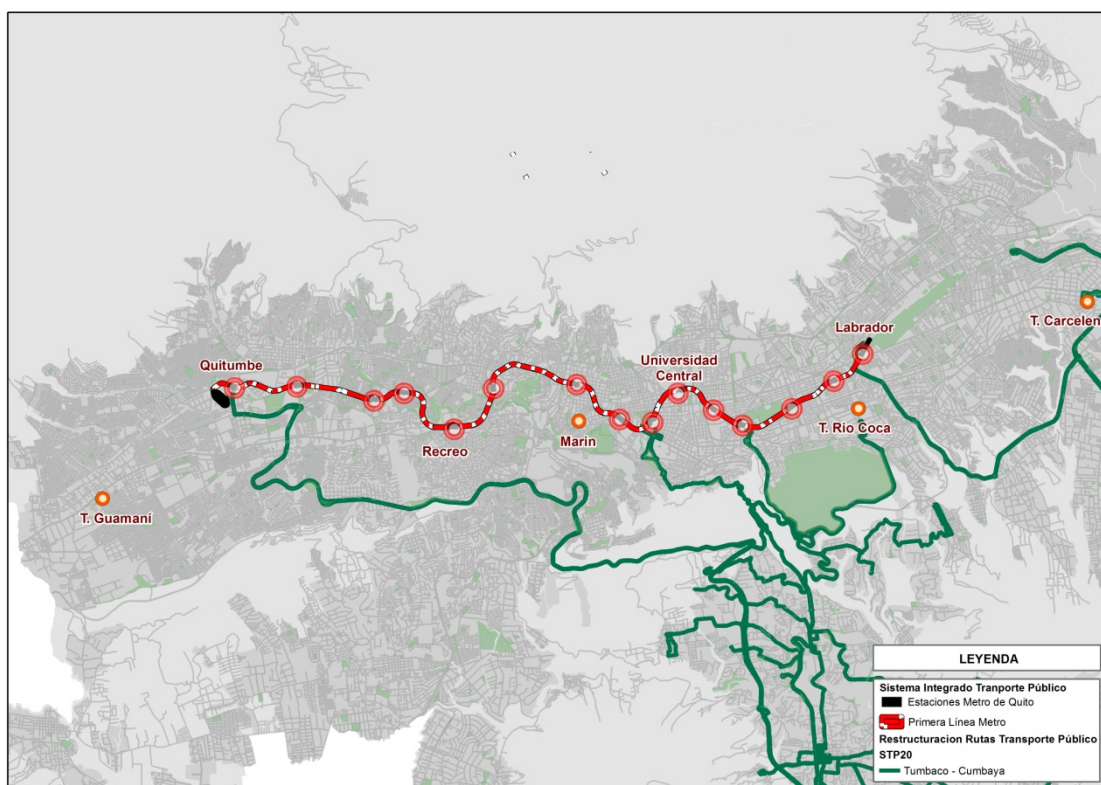 Labrador
T. Carcelen
Quitumbe
Universidad
Central
Marin
T. Rio Coca
Recreo
T. Guamaní
LEYENDA
Sistema Integrado Tranporte Público
Estaciones Metro de Quito
Primera Línea Metro
Restructuracion Rutas Transporte Público
STP20
Tumbaco - Cumbaya